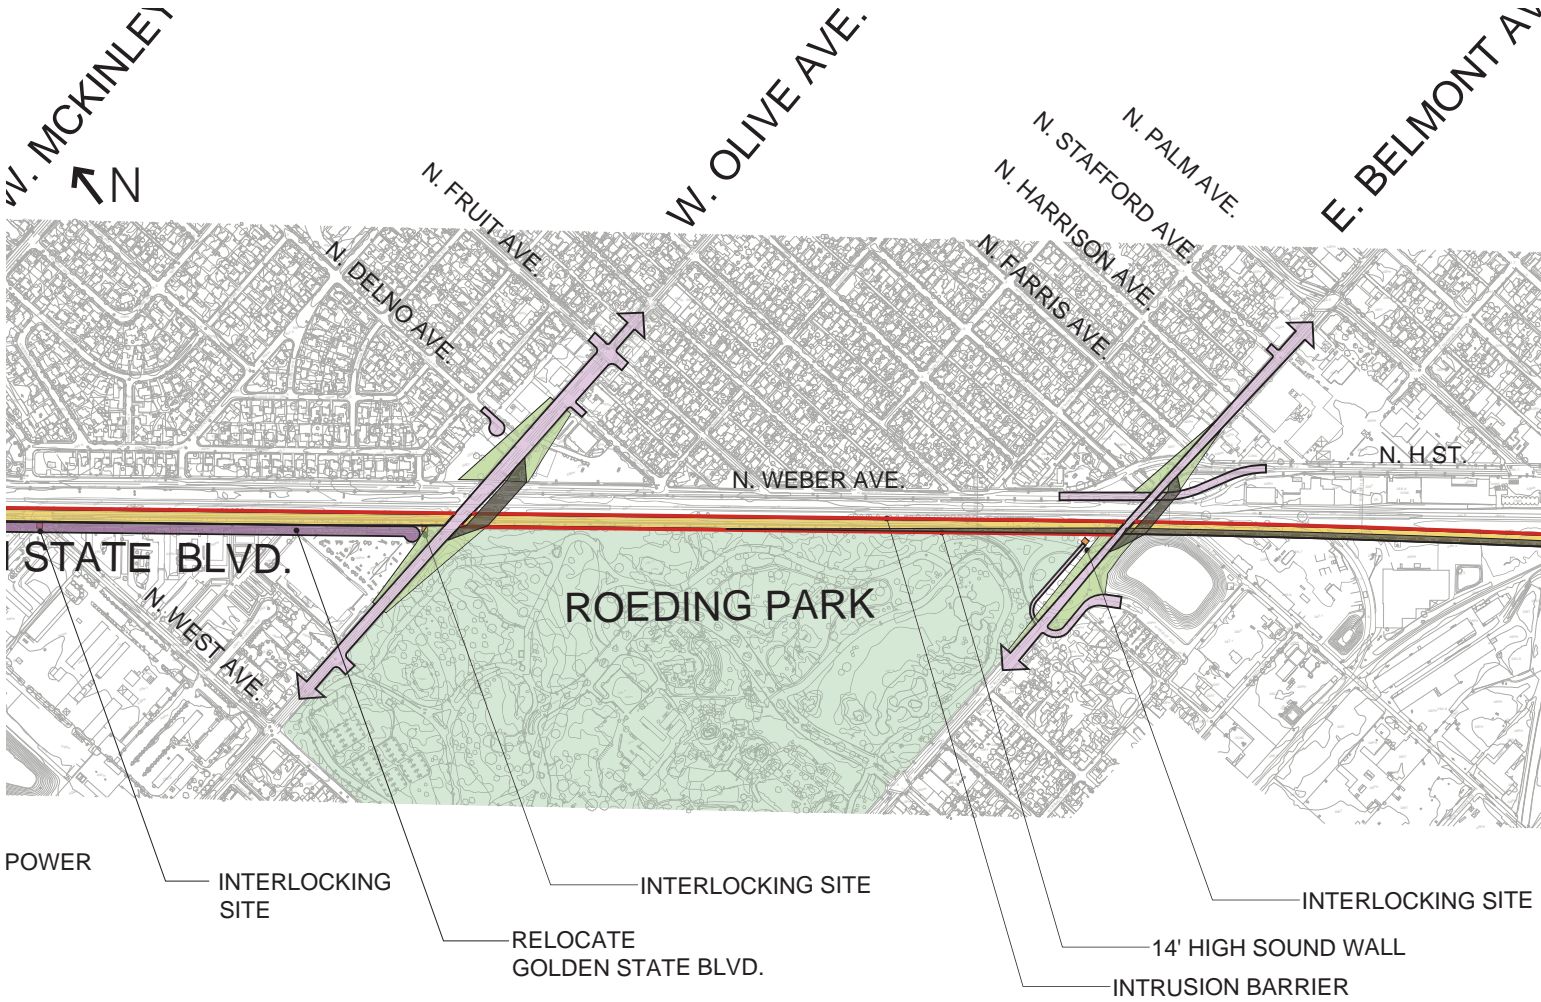 W. MCKINLEY
W. OLIVE AVE.
E. BELMONT AV
N
N. FRUIT AVE.
N. DELNO AVE.
N. PALM AVE.
N. STAFFORD AVE.
N. HARRISON AVE.
N. FARRIS AVE.
N. H ST.
N. WEBER AVE.
STATE BLVD.
N. WEST AVE.
ROEDING PARK
POWER
INTERLOCKING
SITE
INTERLOCKING SITE
INTERLOCKING SITE
RELOCATE
GOLDEN STATE BLVD.
14' HIGH SOUND WALL
INTRUSION BARRIER